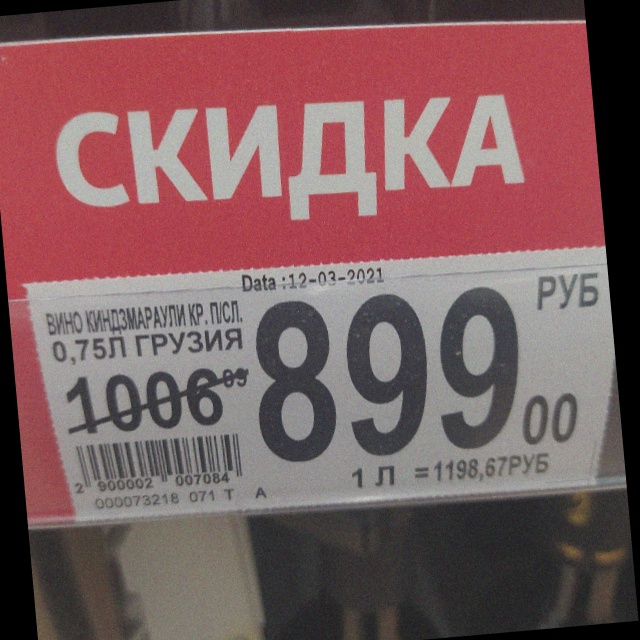 СКИДКА
Data :12-03-2021
ВИНО КИНДЗМАРАУЛИ КР. П/СЛ.
0,75Л ГРУЗИЯ
1006 89
899 00 РУБ
1 Л =1198,67РУБ
2 900002 007084
000073218 071 Т А